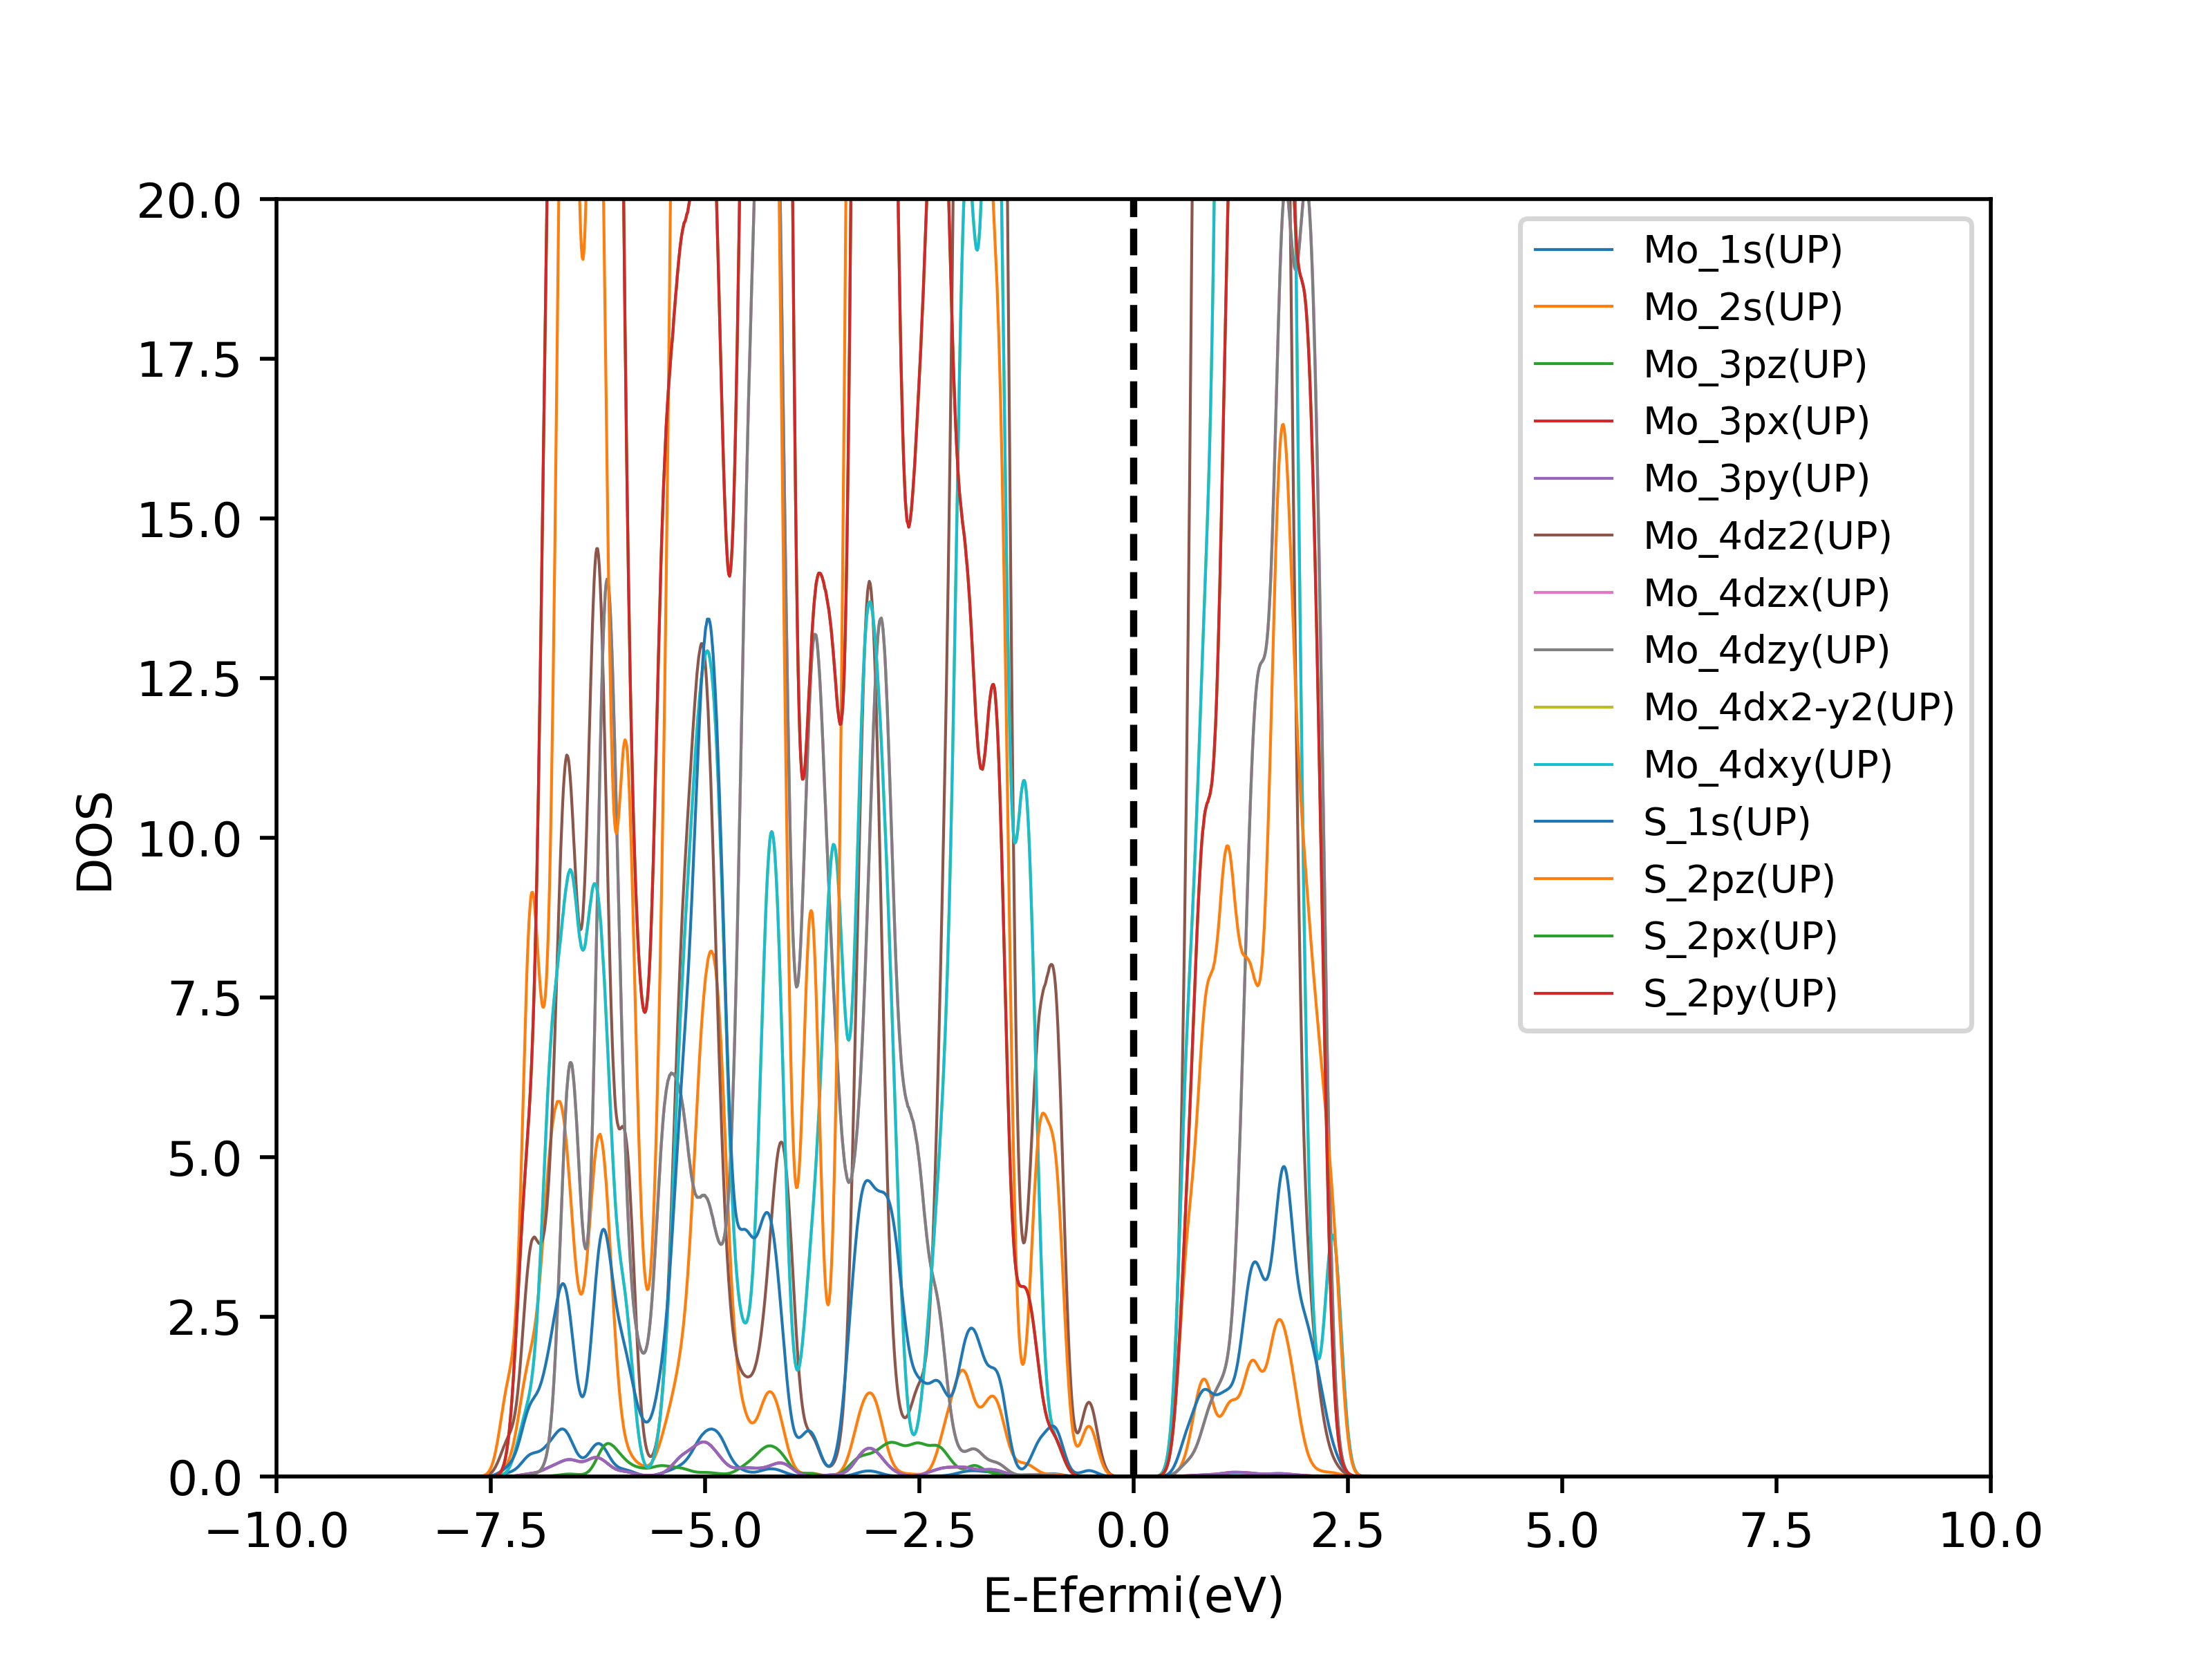 20.0
17.5
15.0
12.5
10.0
7.5
5.0
2.5
0.0
DOS
−10.0
−7.5
−5.0
−2.5
0.0
2.5
5.0
7.5
10.0
E-Efermi(eV)
Mo_1s(UP)
Mo_2s(UP)
Mo_3pz(UP)
Mo_3px(UP)
Mo_3py(UP)
Mo_4dz2(UP)
Mo_4dzx(UP)
Mo_4dzy(UP)
Mo_4dx2-y2(UP)
Mo_4dxy(UP)
S_1s(UP)
S_2pz(UP)
S_2px(UP)
S_2py(UP)